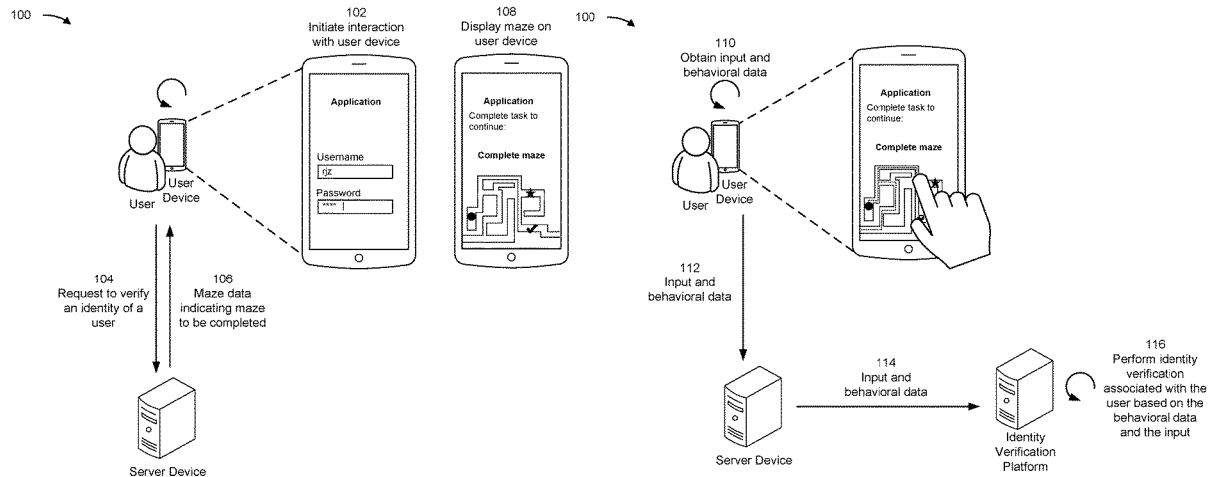 100
102
Initiate interaction
with user device
108
Display maze on
user device
Application
Username
rjz
Password
****
Application
Complete task to
continue:
Complete maze
User
Device
User
104
Request to verify
an identity of a
user
106
Maze data
indicating maze
to be completed
Server Device
100
110
Obtain input and
behavioral data
Application
Complete task to
continue:
Complete maze
User
Device
User
112
Input and
behavioral data
Server Device
114
Input and
behavioral data
Identity
Verification
Platform
116
Perform identity
verification
associated with the
user based on the
behavioral data
and the input